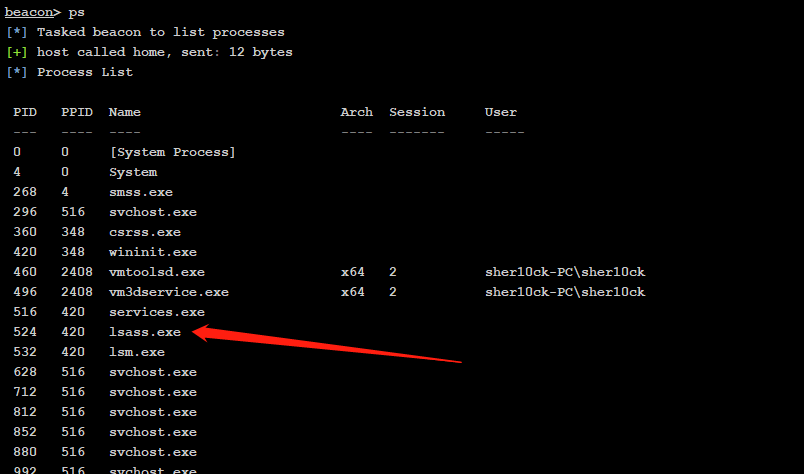 beacon> ps
[*] Tasked beacon to list processes
[+] host called home, sent: 12 bytes
[*] Process List
PID PPID Name Arch Session User
--- ---- ---- ---- ------- -----
0 0 [System Process]
4 0 System
268 4 smss.exe
296 516 svchost.exe
360 348 csrss.exe
420 348 wininit.exe
460 2408 vmtoolsd.exe x64 2 sher10ck-PC\sher10ck
496 2408 vm3dservice.exe x64 2 sher10ck-PC\sher10ck
516 420 services.exe
524 420 lsass.exe
532 420 lsm.exe
628 516 svchost.exe
712 516 svchost.exe
812 516 svchost.exe
852 516 svchost.exe
880 516 svchost.exe
992 516 svchost.exe